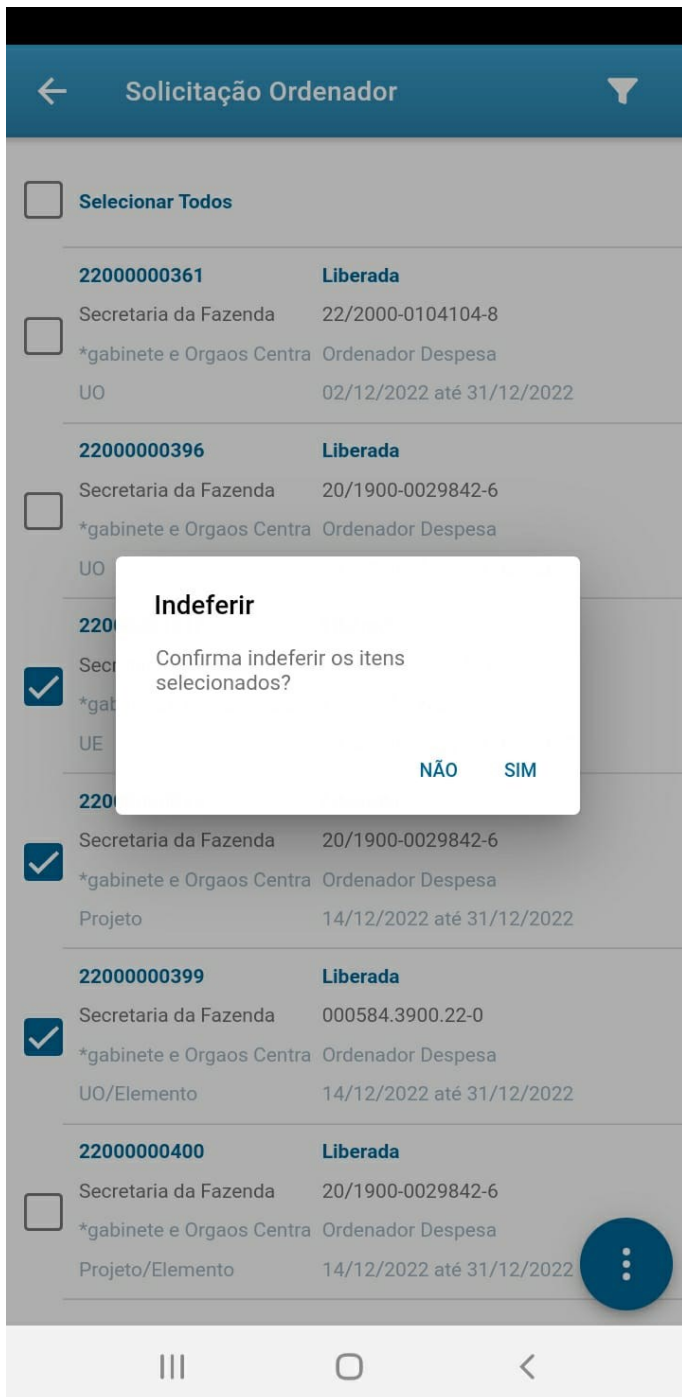 Solicitação Ordenador
Selecionar Todos
22000000361 Liberada
Secretaria da Fazenda 22/2000-0104104-8
*gabinete e Orgaos Centra Ordenador Despesa
UO 02/12/2022 até 31/12/2022
22000000396 Liberada
Secretaria da Fazenda 20/1900-0029842-6
*gabinete e Orgaos Centra Ordenador Despesa
UO
Indeferir
Confirma indeferir os itens
selecionados?
NÃO SIM
220
Secr
*gab
UE
220
Secretaria da Fazenda 20/1900-0029842-6
*gabinete e Orgaos Centra Ordenador Despesa
Projeto 14/12/2022 até 31/12/2022
22000000399 Liberada
Secretaria da Fazenda 000584.3900.22-0
*gabinete e Orgaos Centra Ordenador Despesa
UO/Elemento 14/12/2022 até 31/12/2022
22000000400 Liberada
Secretaria da Fazenda 20/1900-0029842-6
*gabinete e Orgaos Centra Ordenador Despesa
Projeto/Elemento 14/12/2022 até 31/12/2022